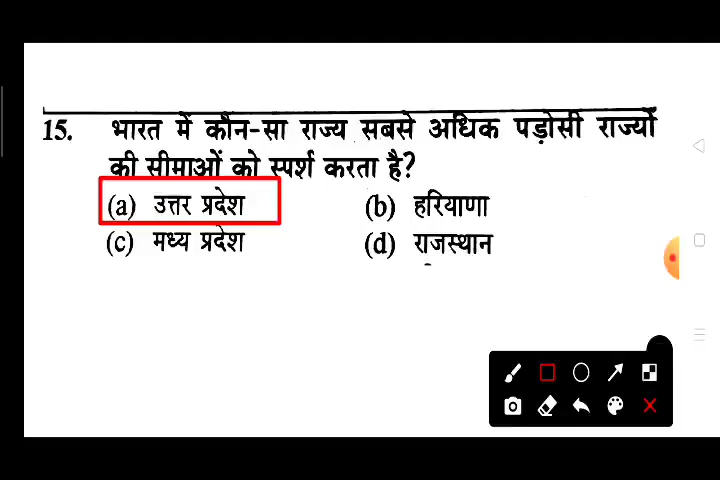 15. भारत में कौन-सा राज्य सबसे अधिक पड़ोसी राज्यों
की सीमाओं को स्पर्श करता है?
(a) उत्तर प्रदेश (b) हरियाणा
(c) मध्य प्रदेश (d) राजस्थान